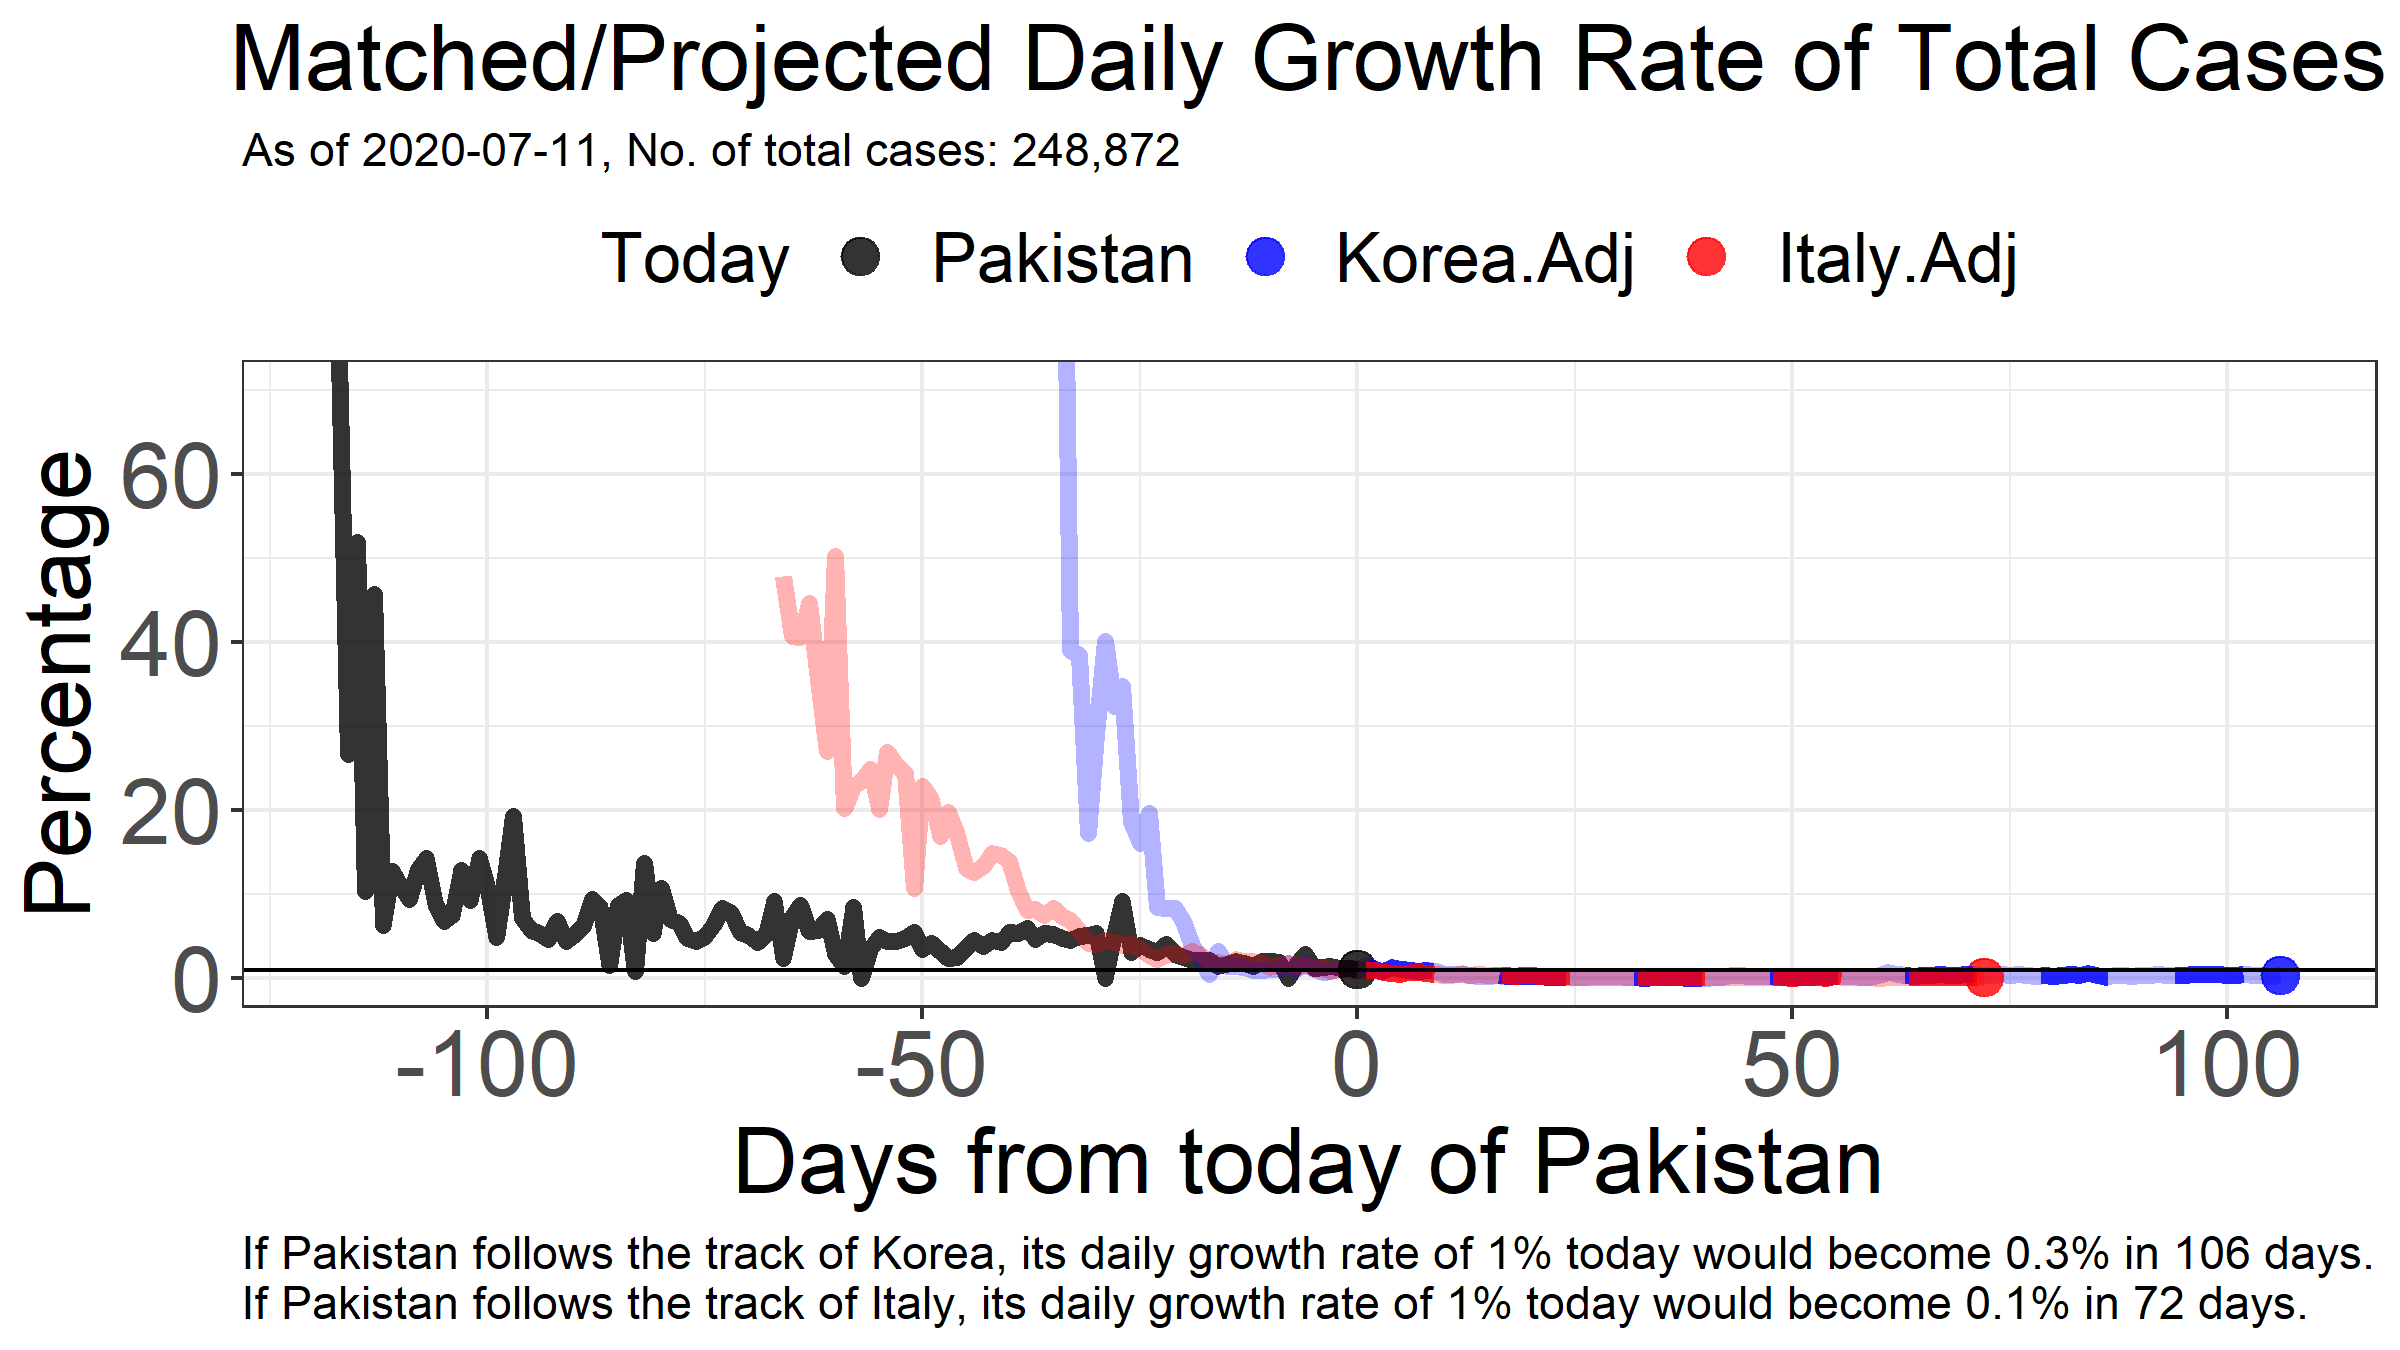 Matched/Projected Daily Growth Rate of Total Cases
As of 2020-07-11, No. of total cases: 248,872
Today Pakistan Korea.Adj Italy.Adj
Percentage
60
40
20
0
-100 -50 0 50 100
Days from today of Pakistan
If Pakistan follows the track of Korea, its daily growth rate of 1% today would become 0.3% in 106 days.
If Pakistan follows the track of Italy, its daily growth rate of 1% today would become 0.1% in 72 days.